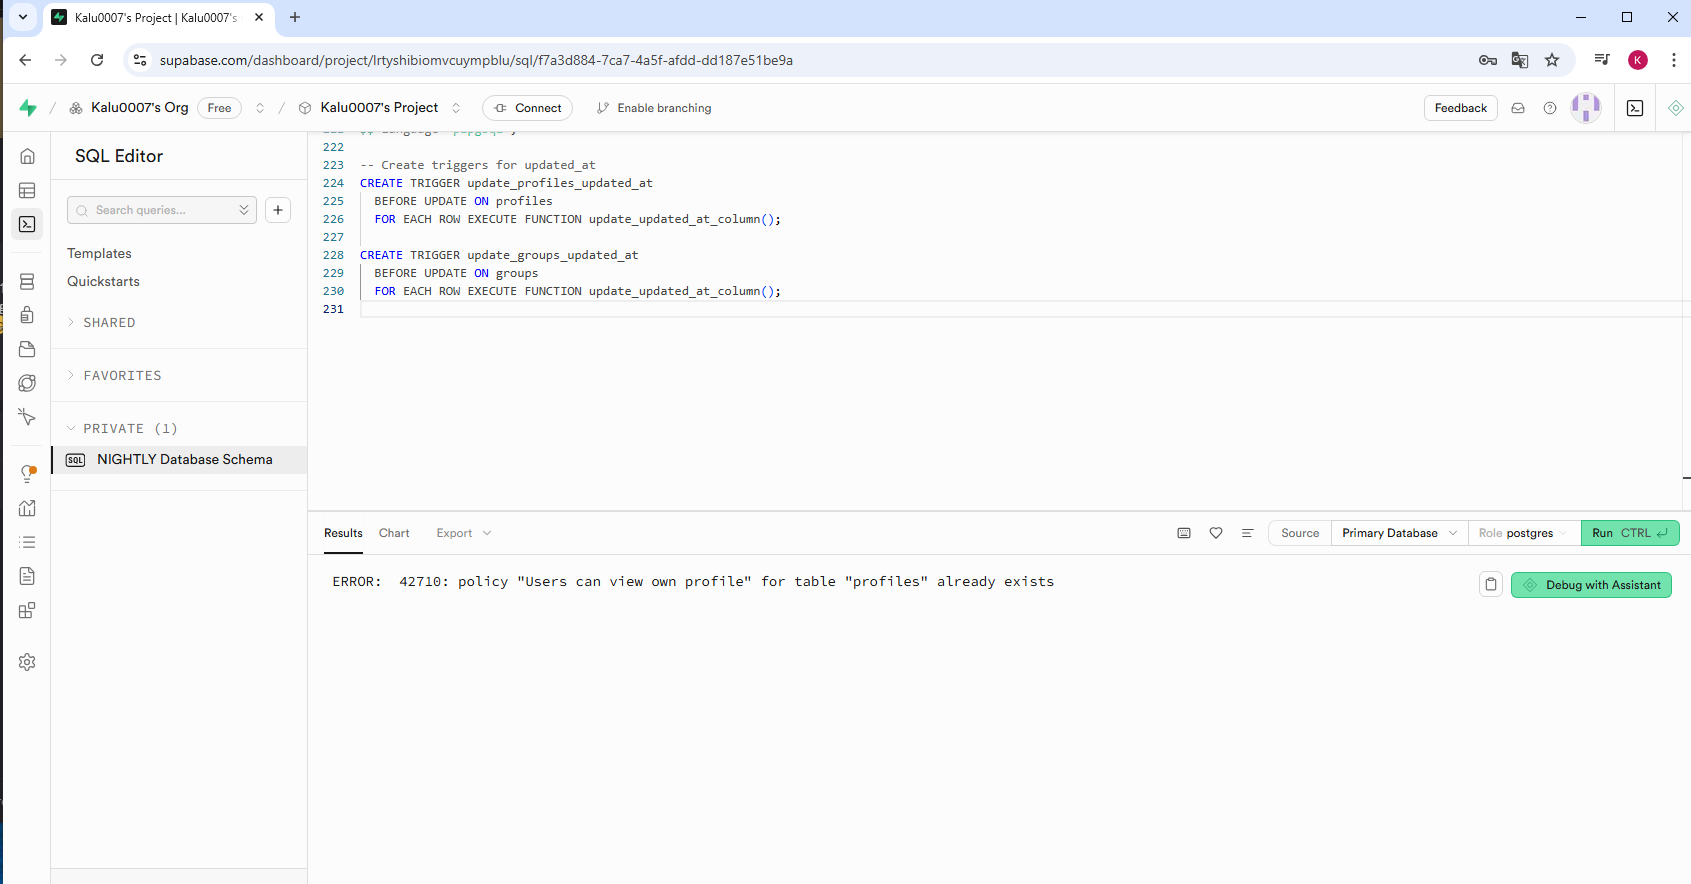 Kalu0007's Project | Kalu0007's
supabase.com/dashboard/project/lrtyshibiomvcuympblu/sql/f7a3d884-7ca7-4a5f-afdd-dd187e51be9a
K
Kalu0007's Org Free Kalu0007's Project Connect Enable branching Feedback
SQL Editor
Search queries...
Templates
Quickstarts
SHARED
FAVORITES
PRIVATE (1)
SQL NIGHTLY Database Schema
222
223 -- Create triggers for updated_at
224 CREATE TRIGGER update_profiles_updated_at
225 BEFORE UPDATE ON profiles
226 FOR EACH ROW EXECUTE FUNCTION update_updated_at_column();
227
228 CREATE TRIGGER update_groups_updated_at
229 BEFORE UPDATE ON groups
230 FOR EACH ROW EXECUTE FUNCTION update_updated_at_column();
231
Results Chart Export Source Primary Database Role postgres Run CTRL
ERROR: 42710: policy "Users can view own profile" for table "profiles" already exists
Debug with Assistant